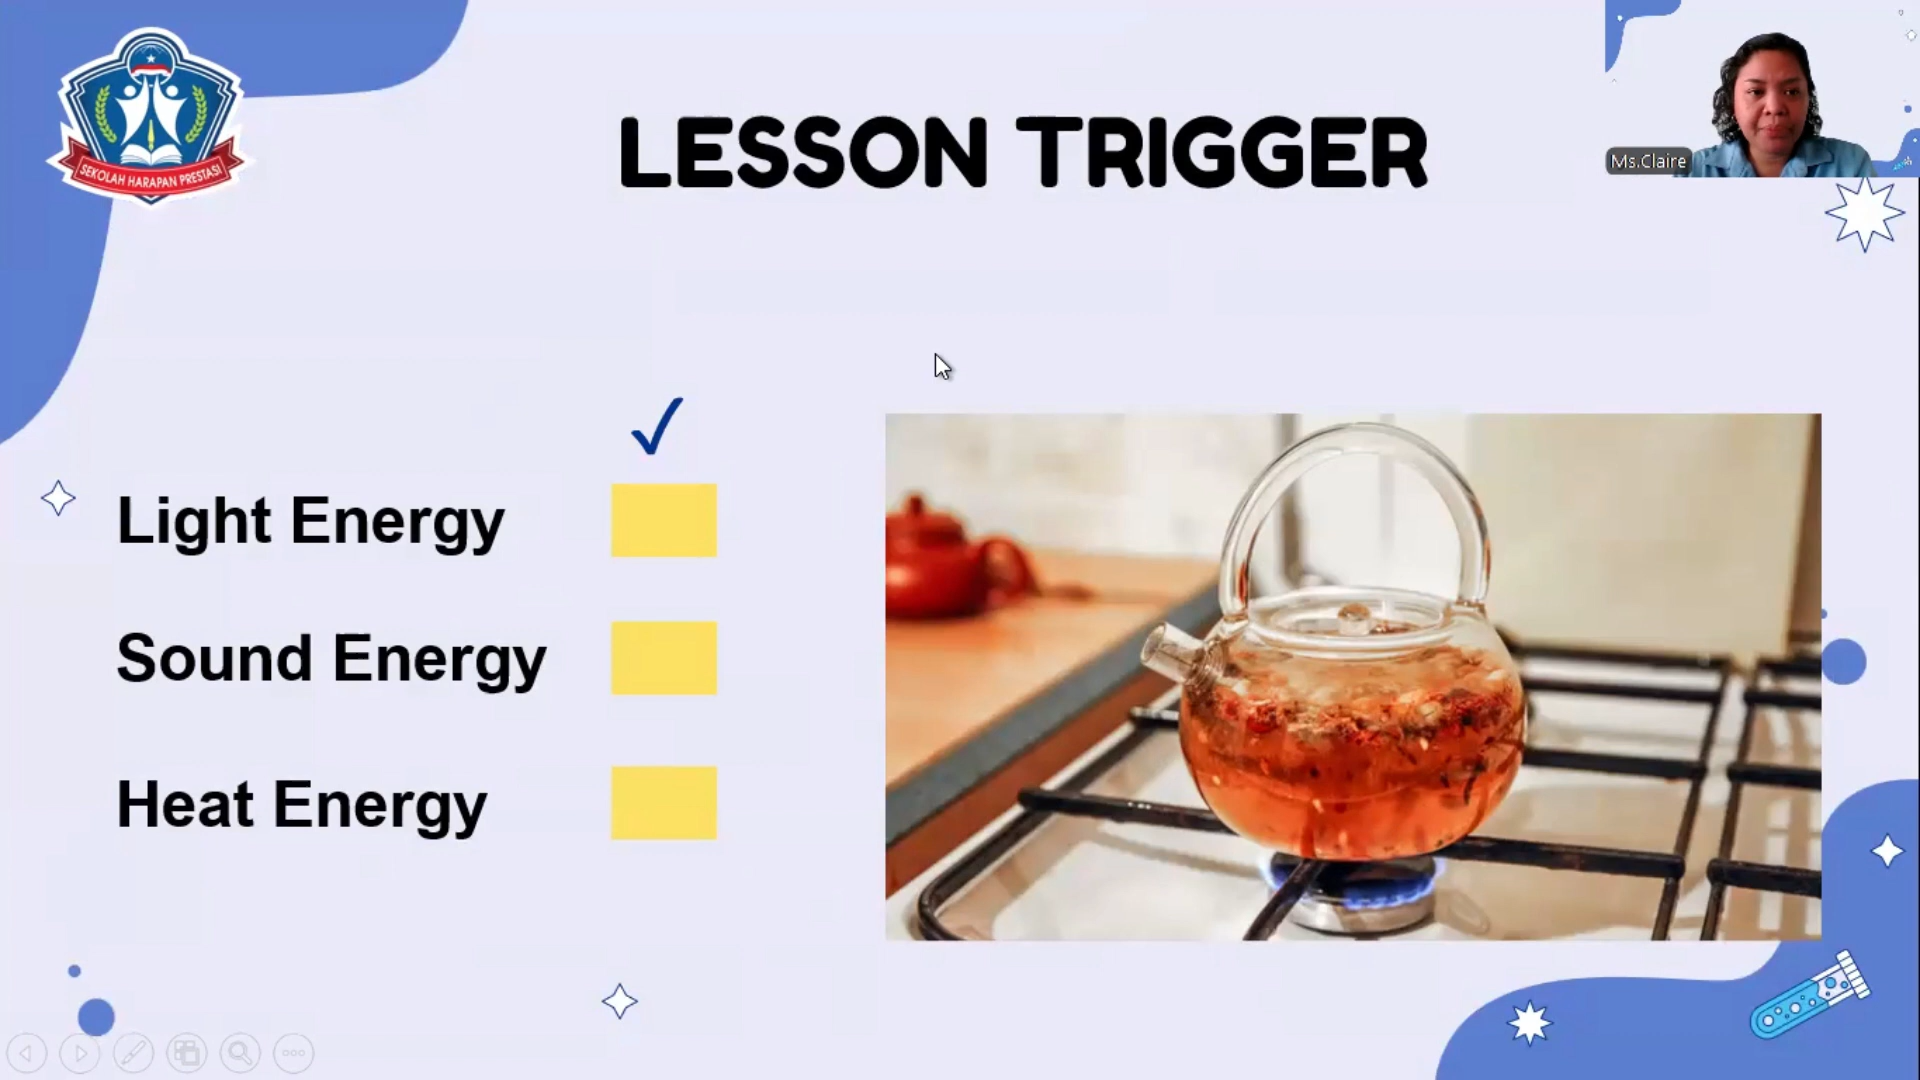 SEKOLAH HARAPAN PRESTASI
LESSON TRIGGER
Ms.Claire
Light Energy
Sound Energy
Heat Energy